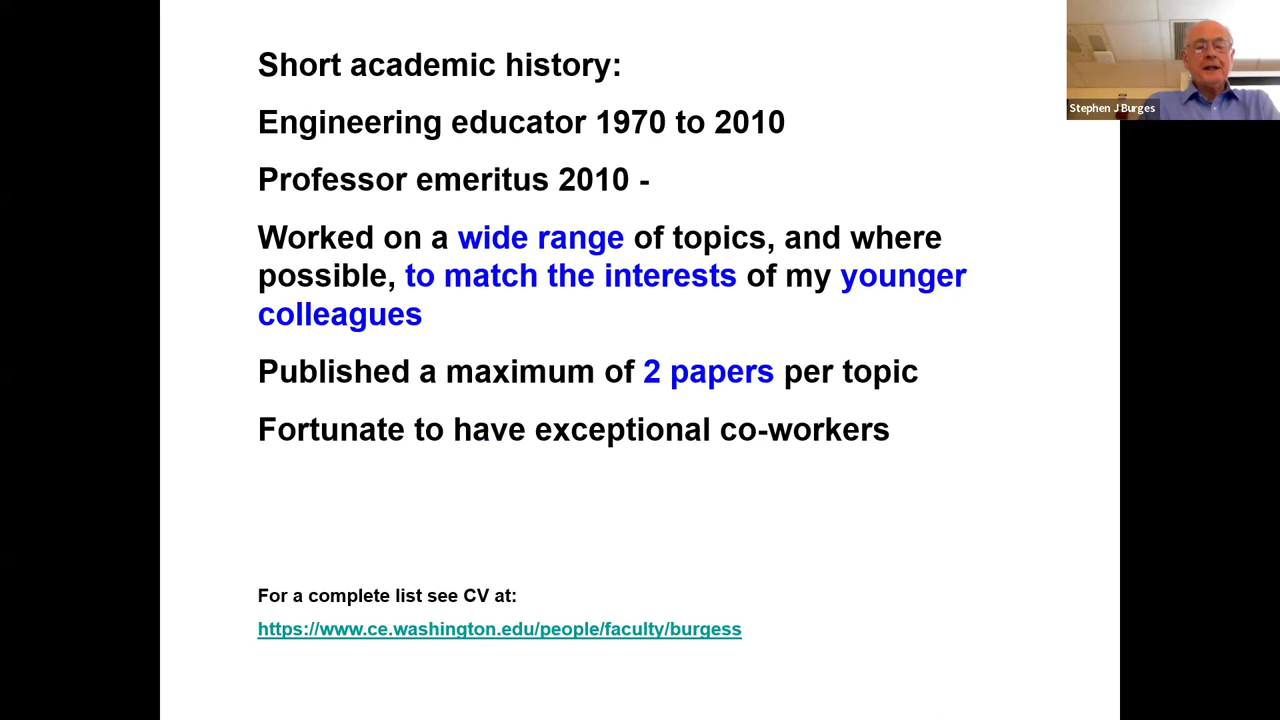 Short academic history:
Engineering educator 1970 to 2010
Professor emeritus 2010 -
Worked on a wide range of topics, and where
possible, to match the interests of my younger
colleagues
Published a maximum of 2 papers per topic
Fortunate to have exceptional co-workers
For a complete list see CV at:
https://www.ce.washington.edu/people/faculty/burgess
Stephen J Burges